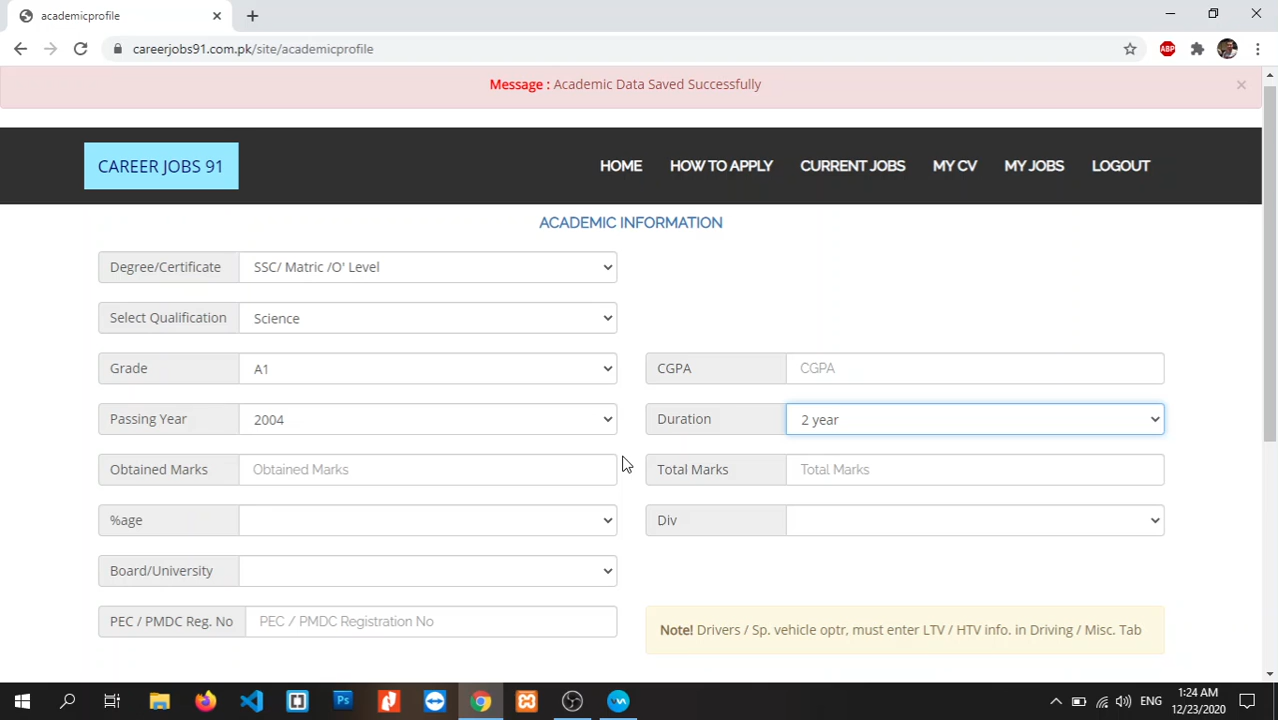 academicprofile
careerjobs91.com.pk/site/academicprofile
ABP
Message : Academic Data Saved Successfully
CAREER JOBS 91
HOME
HOW TO APPLY
CURRENT JOBS
MY CV
MY JOBS
LOGOUT
ACADEMIC INFORMATION
Degree/Certificate
SSC/ Matric /O' Level
Select Qualification
Science
Grade
A1
CGPA
CGPA
Passing Year
2004
Duration
2 year
Obtained Marks
Obtained Marks
Total Marks
Total Marks
%age
Div
Board/University
PEC / PMDC Reg. No
PEC / PMDC Registration No
Note! Drivers / Sp. vehicle optr, must enter LTV / HTV info. in Driving / Misc. Tab
Ps
ENG
1:24 AM
12/23/2020